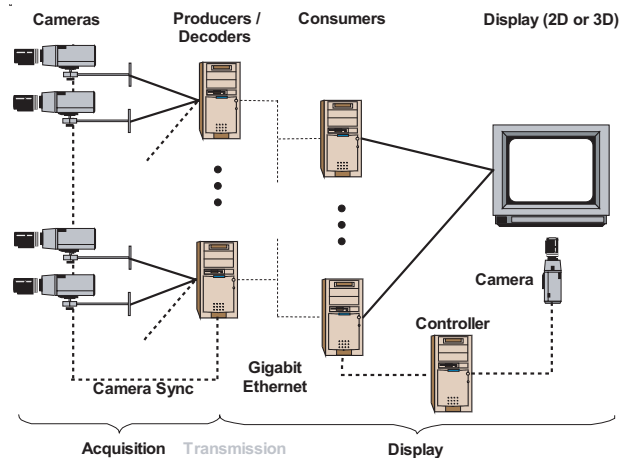 Cameras
Producers /
Decoders
Consumers
Display (2D or 3D)
Camera
Controller
Gigabit
Ethernet
Camera Sync
Acquisition
Transmission
Display